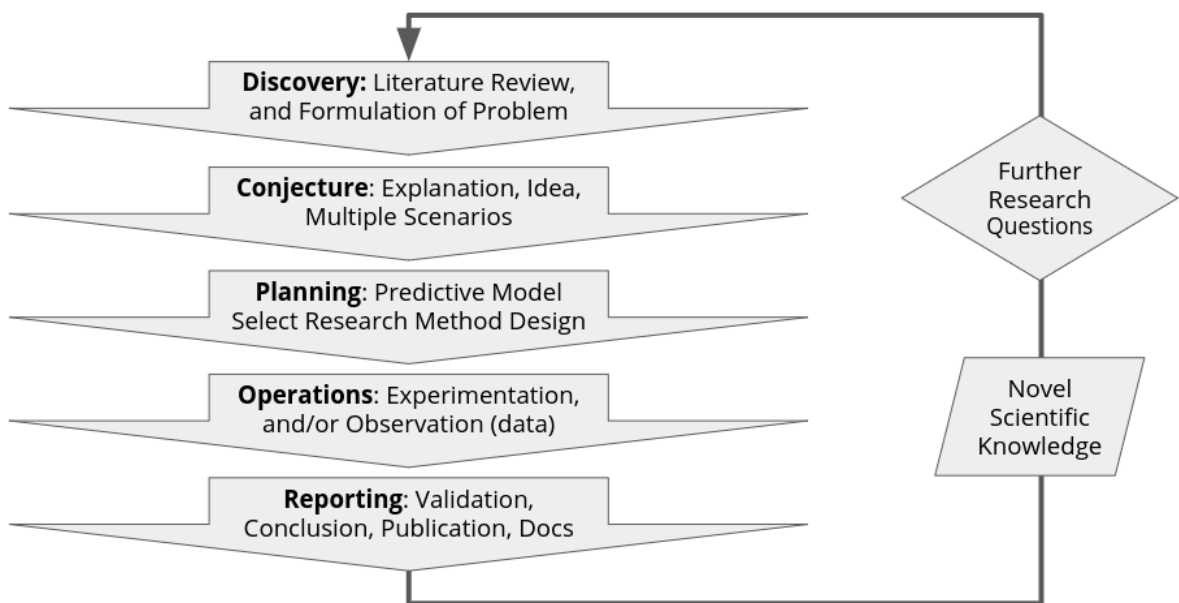 Discovery: Literature Review,
and Formulation of Problem
Conjecture: Explanation, Idea,
Multiple Scenarios
Planning: Predictive Model
Select Research Method Design
Operations: Experimentation,
and/or Observation (data)
Reporting: Validation,
Conclusion, Publication, Docs
Further
Research
Questions
Novel
Scientific
Knowledge